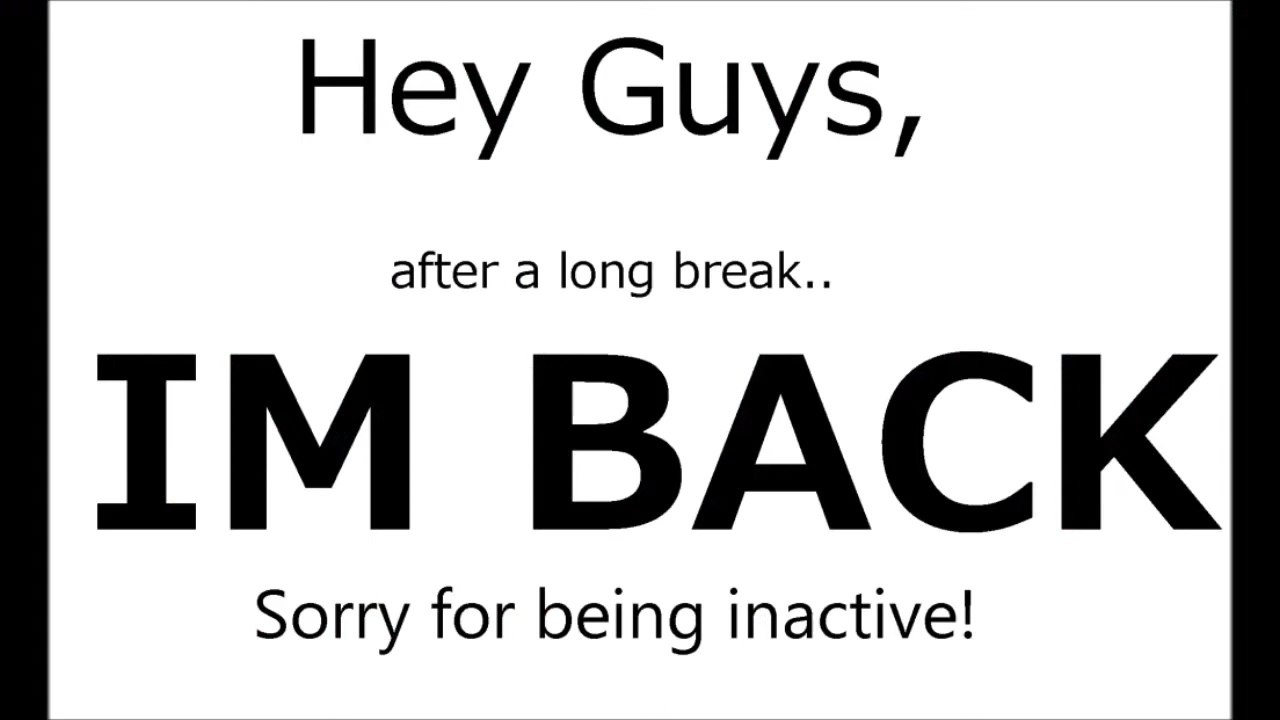 Hey Guys,
after a long break..
IM BACK
Sorry for being inactive!